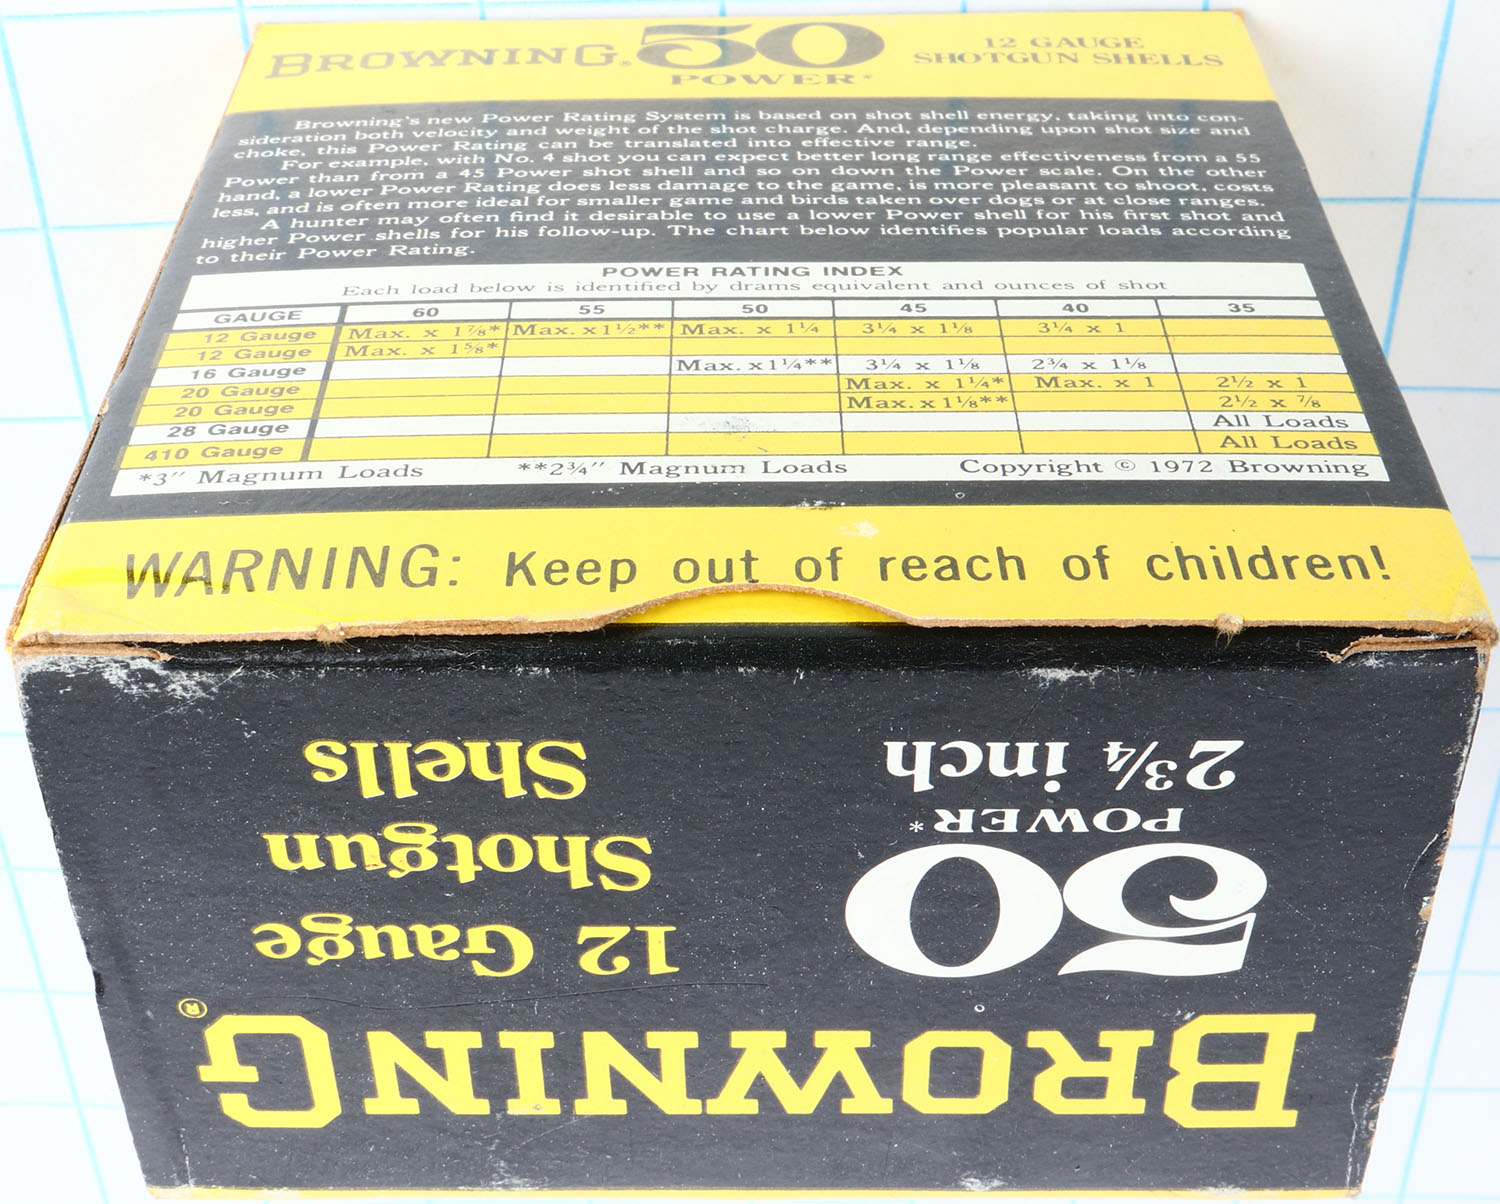 BROWNING® 50 POWER* 12 GAUGE SHOTGUN SHELLS
Browning's new Power Rating System is based on shot shell energy, taking into con-
sideration both velocity and weight of the shot charge. And, depending upon shot size and
choke, this Power Rating can be translated into effective range.
For example, with No. 4 shot you can expect better long range effectiveness from a 55
Power than from a 45 Power shot shell and so on down the Power scale. On the other
hand, a lower Power Rating does less damage to the game, is more pleasant to shoot, costs
less, and is often more ideal for smaller game and birds taken over dogs or at close ranges.
A hunter may often find it desirable to use a lower Power shell for his first shot and
higher Power shells for his follow-up. The chart below identifies popular loads according
to their Power Rating.
POWER RATING INDEX
Each load below is identified by drams equivalent and ounces of shot
GAUGE 60 55 50 45 40 35
12 Gauge Max. x 1⅞* Max. x 1½** Max. x 1¼ 3¼ x 1⅛ 3¼ x 1
12 Gauge Max. x 1⅝*
16 Gauge Max. x 1¼** 3¼ x 1⅛ 2¾ x 1⅛
20 Gauge Max. x 1¼* Max. x 1 2½ x 1
20 Gauge Max. x 1⅛** 2½ x ⅞
28 Gauge All Loads
410 Gauge All Loads
*3″ Magnum Loads **2¾″ Magnum Loads Copyright © 1972 Browning
WARNING: Keep out of reach of children!
BROWNING®
50
POWER*
2¾ inch
12 Gauge
Shotgun
Shells